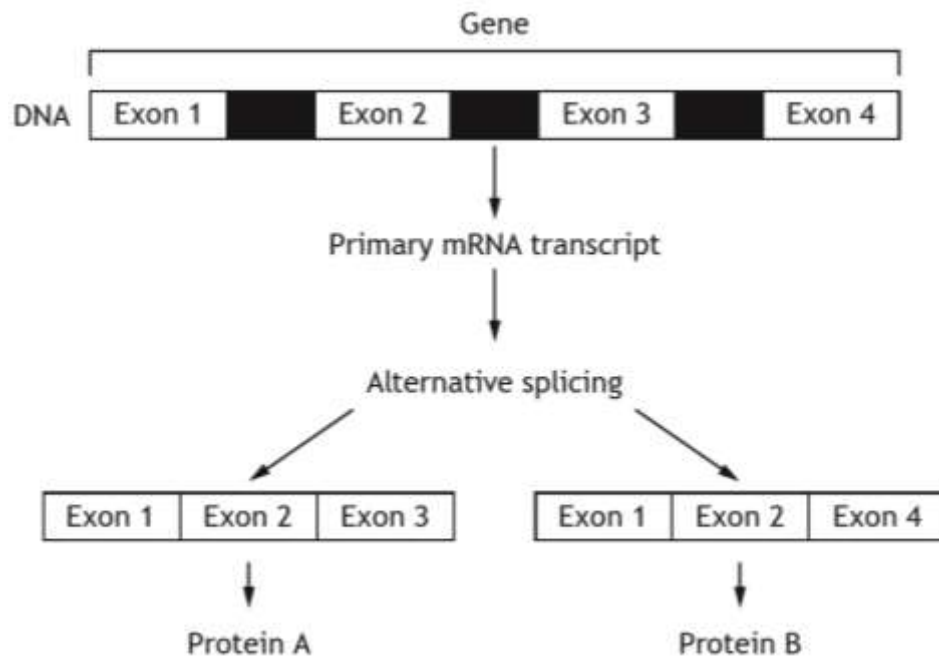 Gene
DNA Exon 1 Exon 2 Exon 3 Exon 4
Primary mRNA transcript
Alternative splicing
Exon 1 Exon 2 Exon 3 Exon 1 Exon 2 Exon 4
Protein A Protein B